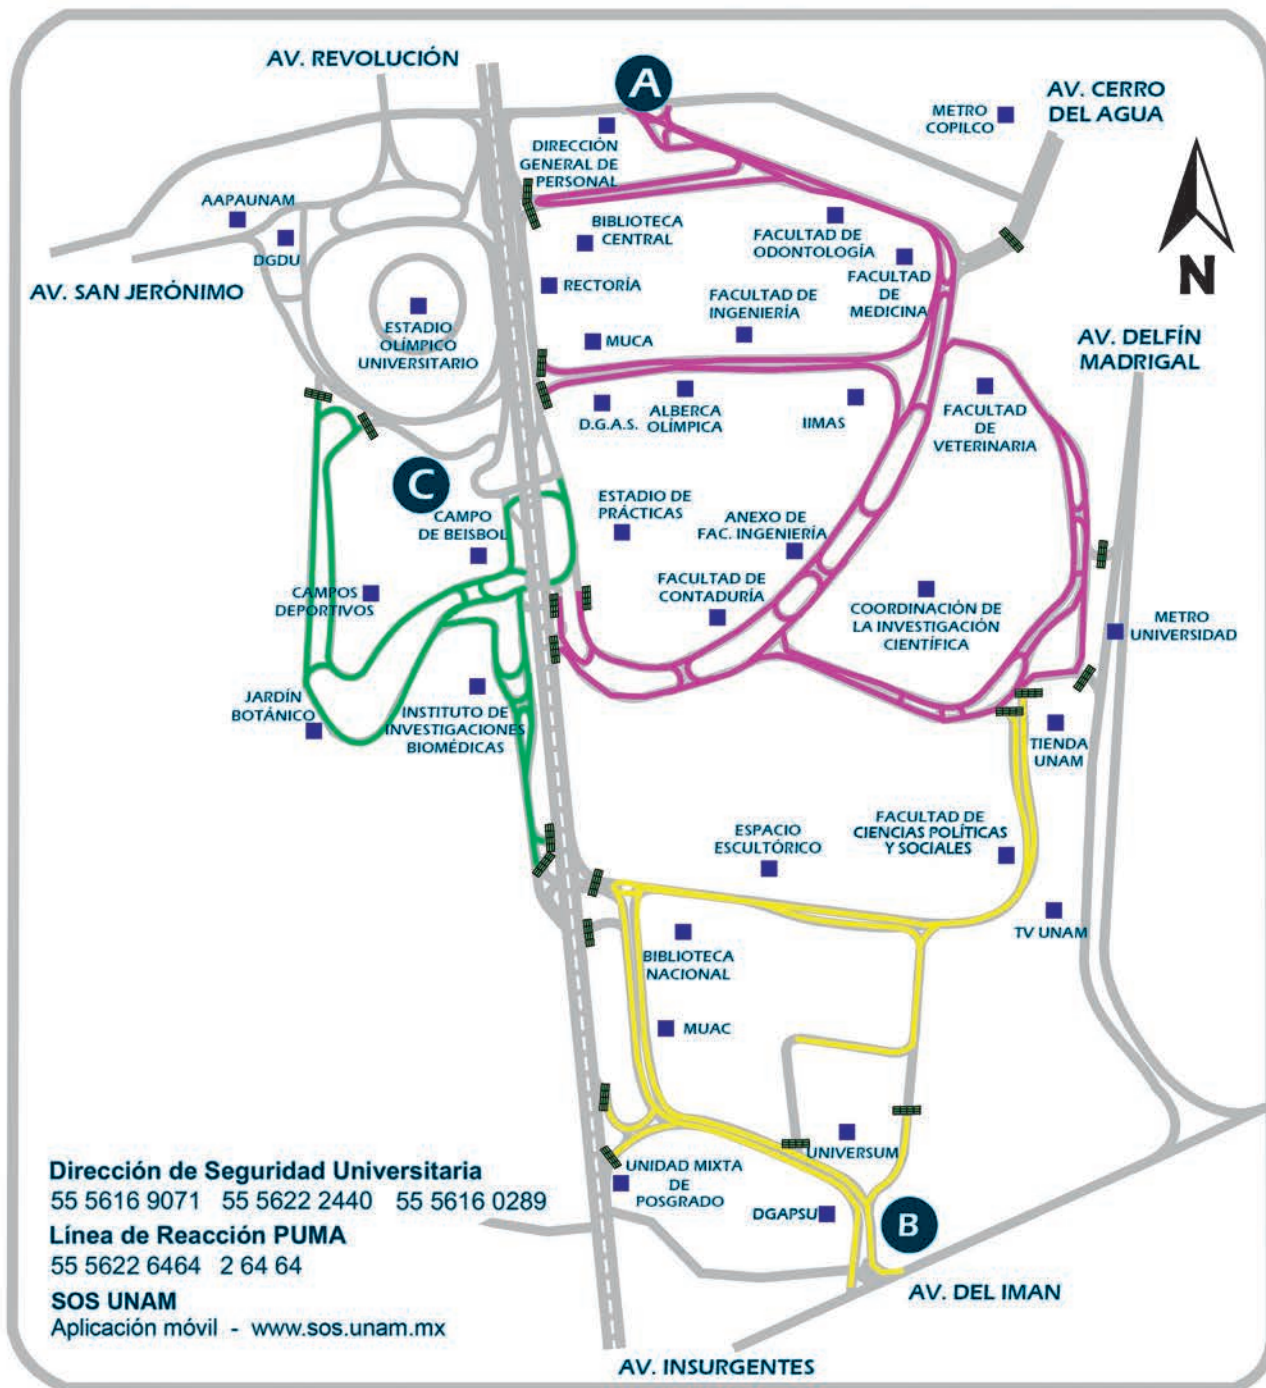 AV. REVOLUCIÓN
A
AV. CERRO
DEL AGUA
METRO
COPILCO
DIRECCIÓN
GENERAL DE
PERSONAL
AAPAUNAM
DGDU
BIBLIOTECA
CENTRAL
FACULTAD DE
ODONTOLOGÍA
FACULTAD
DE
MEDICINA
N
AV. SAN JERÓNIMO
RECTORÍA
FACULTAD DE
INGENIERÍA
ESTADIO
OLÍMPICO
UNIVERSITARIO
MUCA
AV. DELFÍN
MADRIGAL
D.G.A.S.
ALBERCA
OLÍMPICA
IIMAS
FACULTAD
DE
VETERINARIA
C
CAMPO
DE BEISBOL
ESTADIO DE
PRÁCTICAS
ANEXO DE
FAC. INGENIERÍA
CAMPOS
DEPORTIVOS
FACULTAD DE
CONTADURÍA
COORDINACIÓN DE
LA INVESTIGACIÓN
CIENTÍFICA
METRO
UNIVERSIDAD
JARDÍN
BOTÁNICO
INSTITUTO DE
INVESTIGACIONES
BIOMÉDICAS
TIENDA
UNAM
ESPACIO
ESCULTÓRICO
FACULTAD DE
CIENCIAS POLÍTICAS
Y SOCIALES
TV UNAM
BIBLIOTECA
NACIONAL
MUAC
UNIVERSUM
UNIDAD MIXTA
DE
POSGRADO
DGAPSU
B
AV. DEL IMAN
AV. INSURGENTES
Dirección de Seguridad Universitaria
55 5616 9071 55 5622 2440 55 5616 0289
Línea de Reacción PUMA
55 5622 6464 2 64 64
SOS UNAM
Aplicación móvil - www.sos.unam.mx